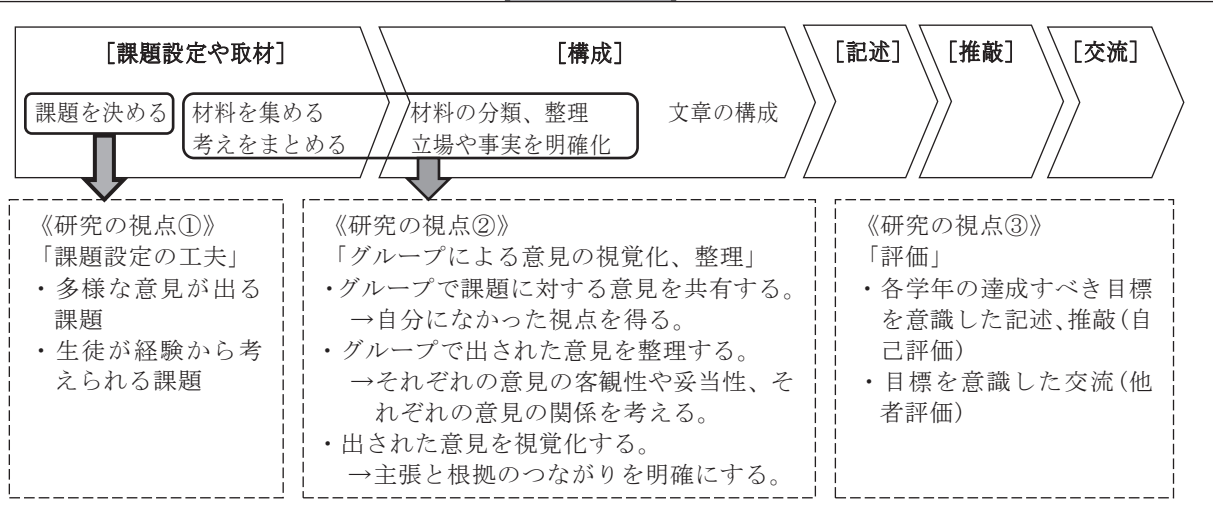 [課題設定や取材]
[構成]
[記述]
[推敲]
[交流]
課題を決める
材料を集める
考えをまとめる
材料の分類、整理
立場や事実を明確化
文章の構成
《研究の視点①》
「課題設定の工夫」
・多様な意見が出る
課題
・生徒が経験から考
えられる課題
《研究の視点②》
「グループによる意見の視覚化、整理」
・グループで課題に対する意見を共有する。
→自分になかった視点を得る。
・グループで出された意見を整理する。
→それぞれの意見の客観性や妥当性、そ
れぞれの意見の関係を考える。
・出された意見を視覚化する。
→主張と根拠のつながりを明確にする。
《研究の視点③》
「評価」
・各学年の達成すべき目標
を意識した記述、推敲(自
己評価)
・目標を意識した交流(他
者評価)